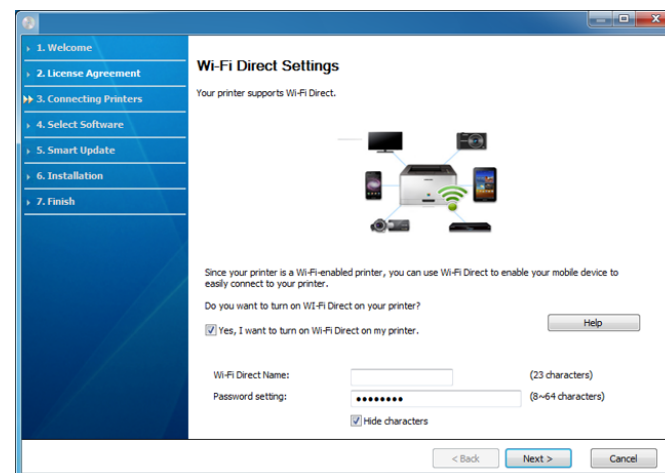 1. Welcome
2. License Agreement
3. Connecting Printers
4. Select Software
5. Smart Update
6. Installation
7. Finish
Wi-Fi Direct Settings
Your printer supports Wi-Fi Direct.
Since your printer is a Wi-Fi-enabled printer, you can use Wi-Fi Direct to enable your mobile device to
easily connect to your printer.
Do you want to turn on WI-Fi Direct on your printer?
Yes, I want to turn on Wi-Fi Direct on my printer.
Help
Wi-Fi Direct Name:
(23 characters)
Password setting:
••••••••
(8~64 characters)
Hide characters
< Back
Next >
Cancel